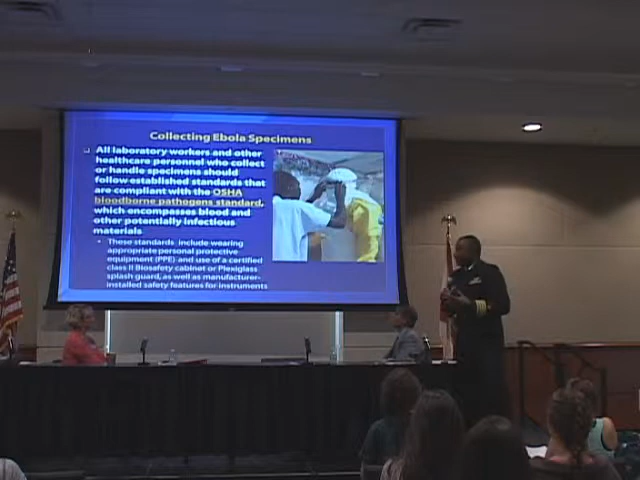 Collecting Ebola Specimens
All laboratory workers and other
healthcare personnel who collect
or handle specimens should
follow established standards that
are compliant with the OSHA
bloodborne pathogens standard,
which encompasses blood and
other potentially infectious
materials
• These standards include wearing
appropriate personal protective
equipment (PPE) and use of a certified
class II Biosafety cabinet or Plexiglass
splash guard, as well as manufacturer-
installed safety features for instruments